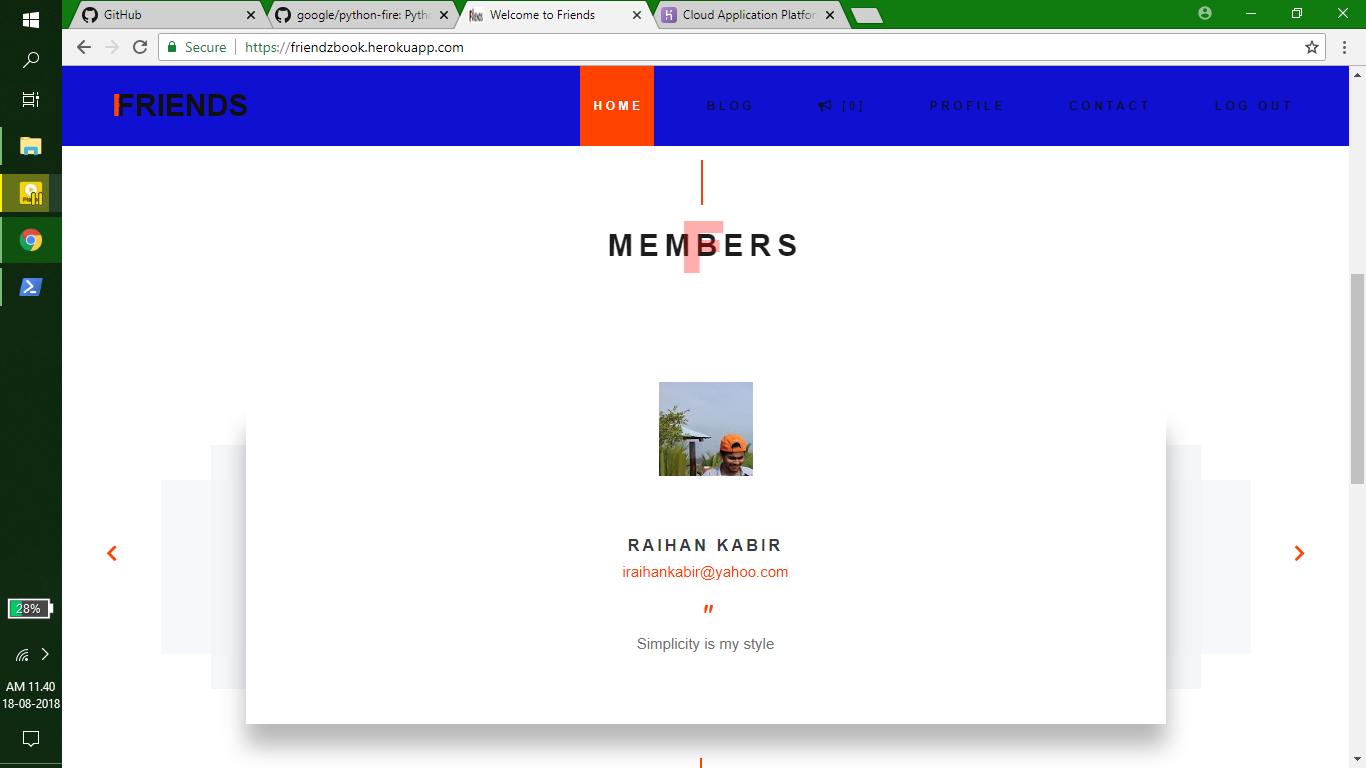 GitHub
google/python-fire: Pyth
Welcome to Friends
Cloud Application Platfor
Secure
https://friendzbook.herokuapp.com
FRIENDS
HOME
BLOG
[0]
PROFILE
CONTACT
LOG OUT
F
MEMBERS
RAIHAN KABIR
iraihankabir@yahoo.com
"
Simplicity is my style
28%
AM 11.40
18-08-2018